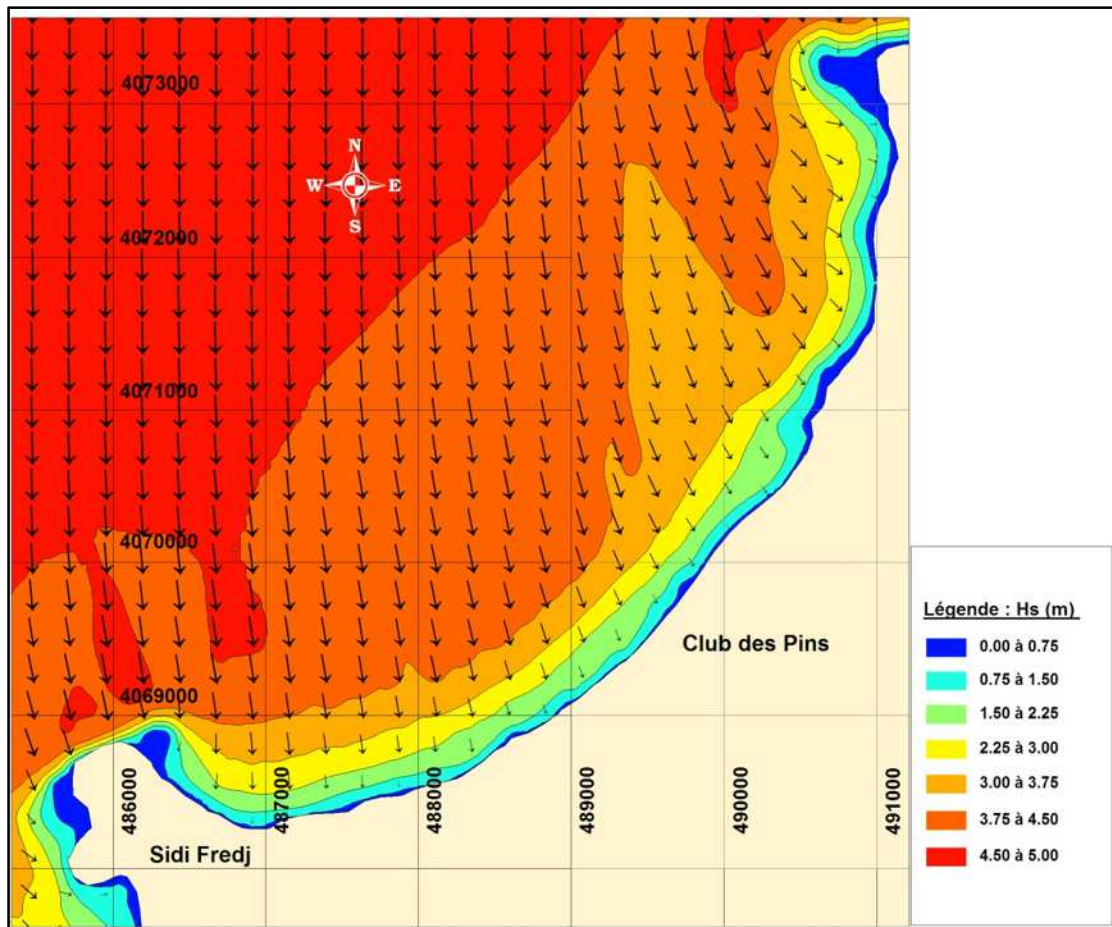 4073000
N
W E
S
4072000
4071000
4070000
4069000
Club des Pins
486000
487000
488000
489000
490000
491000
Sidi Fredj
Légende : Hs (m)
0.00 à 0.75
0.75 à 1.50
1.50 à 2.25
2.25 à 3.00
3.00 à 3.75
3.75 à 4.50
4.50 à 5.00